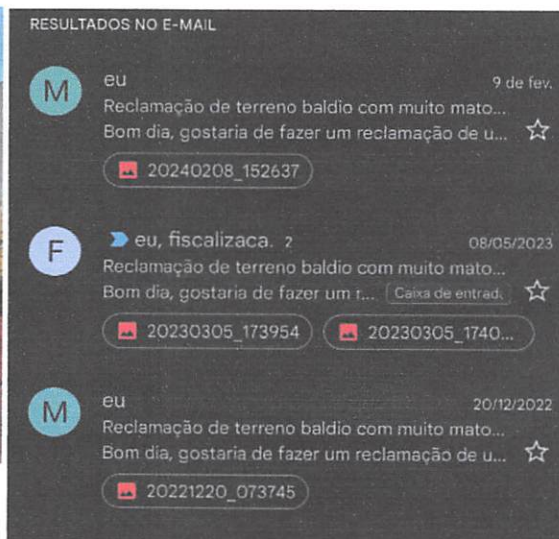 RESULTADOS NO E-MAIL
M
eu
9 de fev.
Reclamação de terreno baldio com muito mato...
Bom dia, gostaria de fazer um reclamação de u...
20240208_152637
F
eu, fiscalizaca. 2
08/05/2023
Reclamação de terreno baldio com muito mato...
Bom dia, gostaria de fazer um r... Caixa de entrad.
20230305_173954
20230305_1740...
M
eu
20/12/2022
Reclamação de terreno baldio com muito mato...
Bom dia, gostaria de fazer um reclamação de u...
20221220_073745